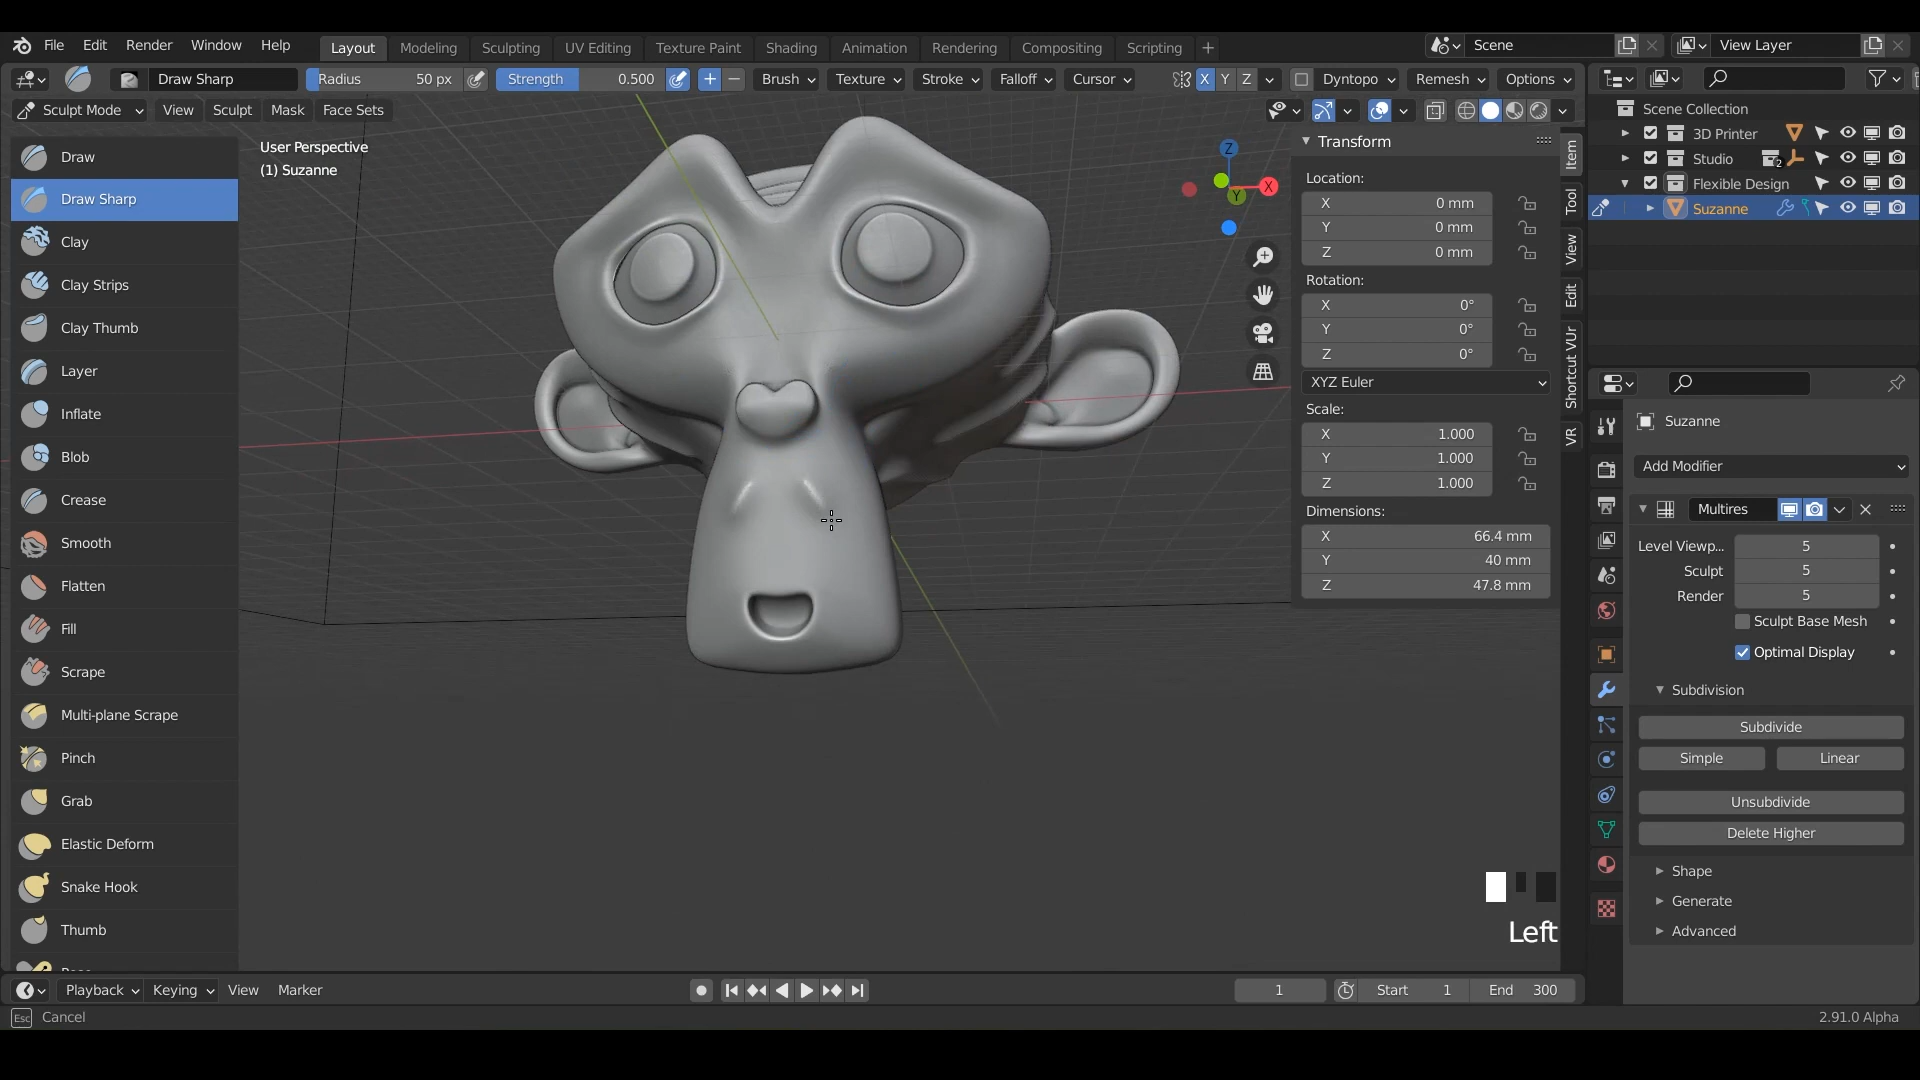 File Edit Render Window Help Layout Modeling Sculpting UV Editing Texture Paint Shading Animation Rendering Compositing Scripting + Scene View Layer
Draw Sharp Radius 50 px Strength 0.500 + − Brush Texture Stroke Falloff Cursor X Y Z Dyntopo Remesh Options
Sculpt Mode View Sculpt Mask Face Sets
User Perspective
(1) Suzanne
Draw
Draw Sharp
Clay
Clay Strips
Clay Thumb
Layer
Inflate
Blob
Crease
Smooth
Flatten
Fill
Scrape
Multi-plane Scrape
Pinch
Grab
Elastic Deform
Snake Hook
Thumb
Z
X
Y
Transform
Location:
X 0 mm
Y 0 mm
Z 0 mm
Rotation:
X 0°
Y 0°
Z 0°
XYZ Euler
Scale:
X 1.000
Y 1.000
Z 1.000
Dimensions:
X 66.4 mm
Y 40 mm
Z 47.8 mm
Item
Tool
View
Edit
Shortcut VUr
VR
Left
Scene Collection
3D Printer
Studio 2
Flexible Design
Suzanne
Suzanne
Add Modifier
Multires
Level Viewp... 5
Sculpt 5
Render 5
Sculpt Base Mesh
Optimal Display
Subdivision
Subdivide
Simple Linear
Unsubdivide
Delete Higher
Shape
Generate
Advanced
Playback Keying View Marker 1 Start 1 End 300
Esc Cancel 2.91.0 Alpha